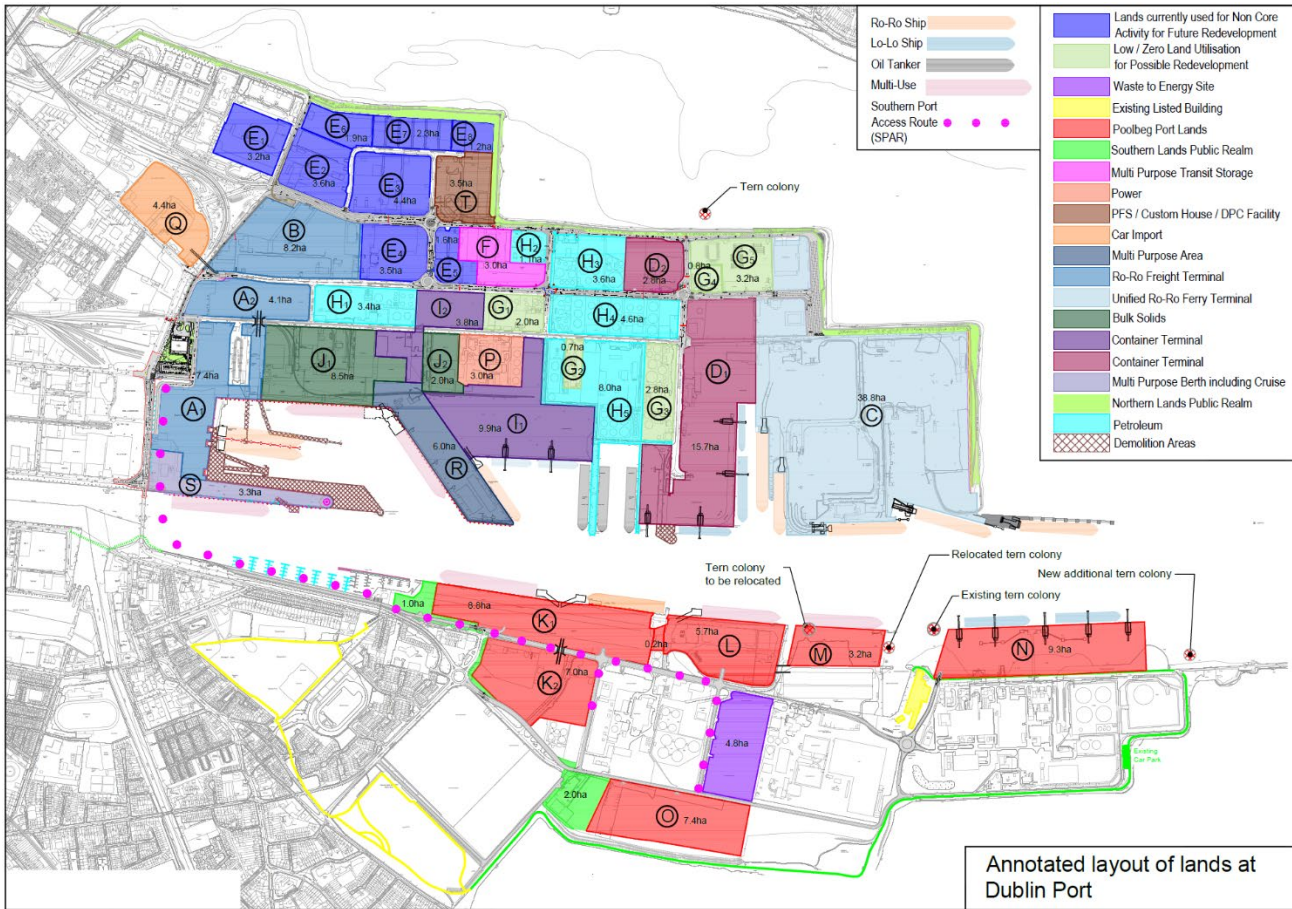 Ro-Ro Ship
Lo-Lo Ship
Oil Tanker
Multi-Use
Southern Port
Access Route
(SPAR)
Lands currently used for Non Core
Activity for Future Redevelopment
Low / Zero Land Utilisation
for Possible Redevelopment
Waste to Energy Site
Existing Listed Building
Poolbeg Port Lands
Southern Lands Public Realm
Multi Purpose Transit Storage
Power
PFS / Custom House / DPC Facility
Car Import
Multi Purpose Area
Ro-Ro Freight Terminal
Unified Ro-Ro Ferry Terminal
Bulk Solids
Container Terminal
Container Terminal
Multi Purpose Berth including Cruise
Northern Lands Public Realm
Petroleum
Demolition Areas
E1
3.2ha
E6
1.9ha
E7
2.3ha
E8
1.2ha
E2
3.6ha
E3
4.4ha
3.5ha
T
Tern colony
4.4ha
Q
B
8.2ha
E4
3.5ha
1.6ha
E5
F
3.0ha
H2
1.1ha
H3
3.6ha
D2
2.8ha
0.6ha
G4
G5
3.2ha
A2
4.1ha
H1
3.4ha
I2
3.8ha
G1
2.0ha
H4
4.6ha
7.4ha
A1
J1
8.5ha
J2
2.0ha
P
3.0ha
0.7ha
G2
8.0ha
H5
2.8ha
G3
D1
15.7ha
38.8ha
C
9.9ha
I1
6.0ha
R
S
3.3ha
Tern colony
to be relocated
Relocated tern colony
New additional tern colony
Existing tern colony
1.0ha
8.8ha
K1
0.2ha
5.7ha
L
M
3.2ha
N
9.3ha
K2
7.0ha
4.8ha
Existing
Car Park
2.0ha
O
7.4ha
Annotated layout of lands at
Dublin Port